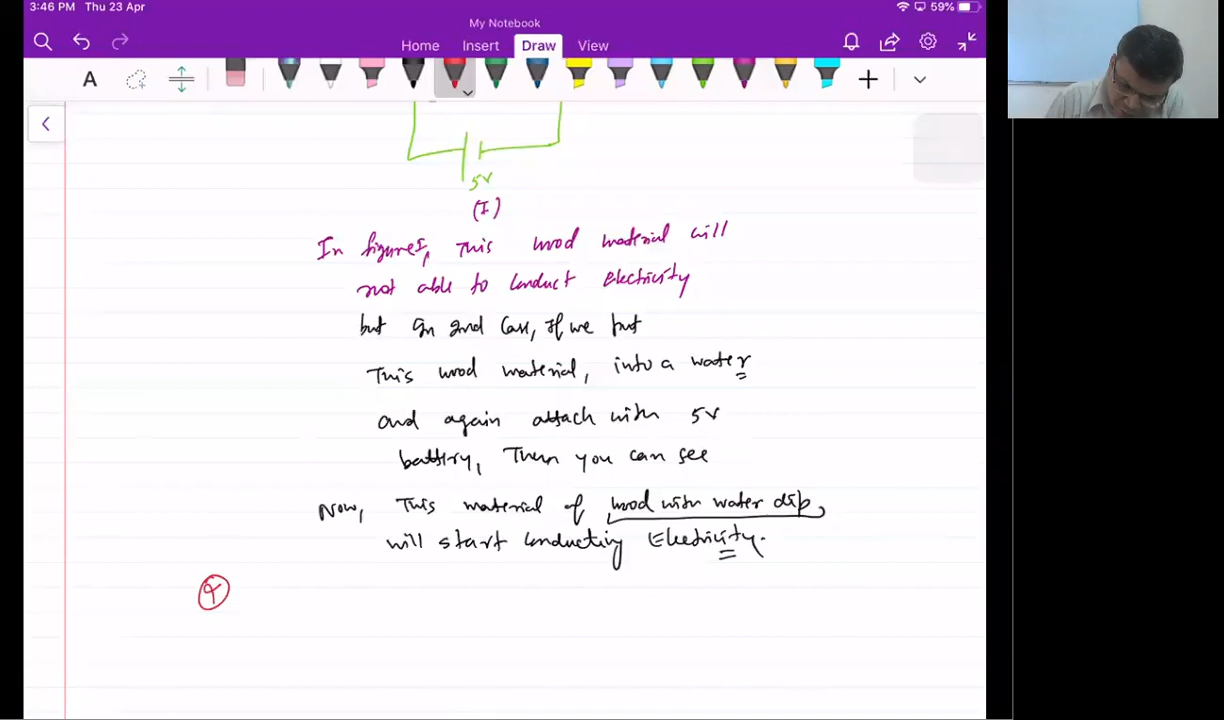 3:46 PM Thu 23 Apr
59%
My Notebook
Home Insert Draw View
A
5V
(I)
In figure I, This wood material will
not able to conduct Electricity
but In 2nd Case, If we put
This wood material, into a water
and again attach with 5V
battery, Then you can see
Now, This material of wood with water dip,
will start conducting Electricity.